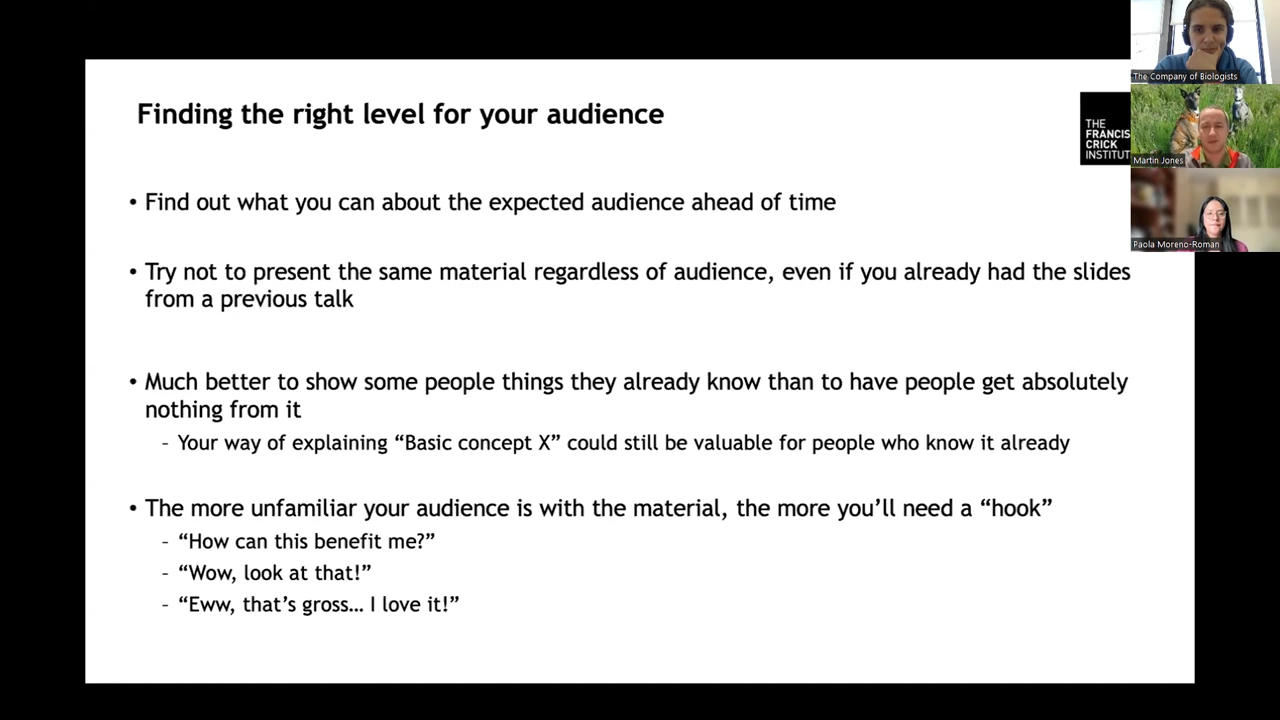 Finding the right level for your audience
THE
FRANCIS
CRICK
• Find out what you can about the expected audience ahead of time
• Try not to present the same material regardless of audience, even if you already had the slides
from a previous talk
• Much better to show some people things they already know than to have people get absolutely
nothing from it
– Your way of explaining “Basic concept X” could still be valuable for people who know it already
• The more unfamiliar your audience is with the material, the more you’ll need a “hook”
– “How can this benefit me?”
– “Wow, look at that!”
– “Eww, that’s gross… I love it!”
The Company of Biologists
Martin Jones
Paola Moreno-Roman